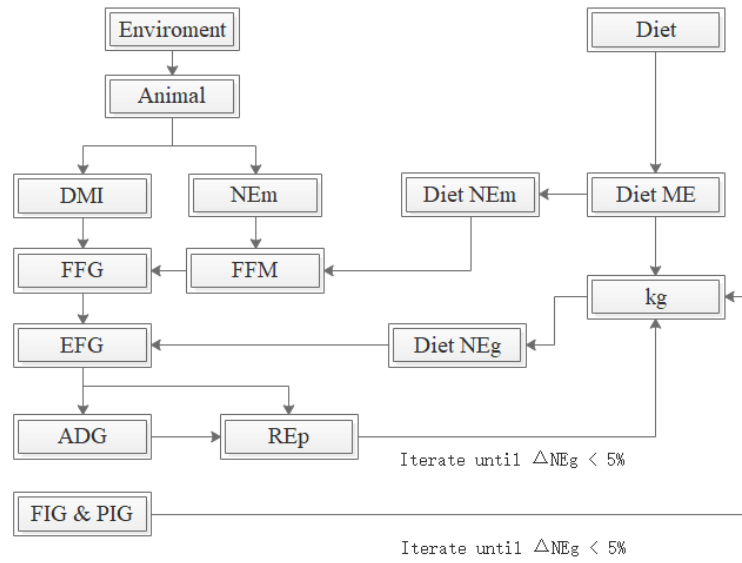 Enviroment
Diet
Animal
DMI
NEm
Diet NEm
Diet ME
FFG
FFM
kg
EFG
Diet NEg
ADG
REp
Iterate until △NEg < 5%
FIG & PIG
Iterate until △NEg < 5%